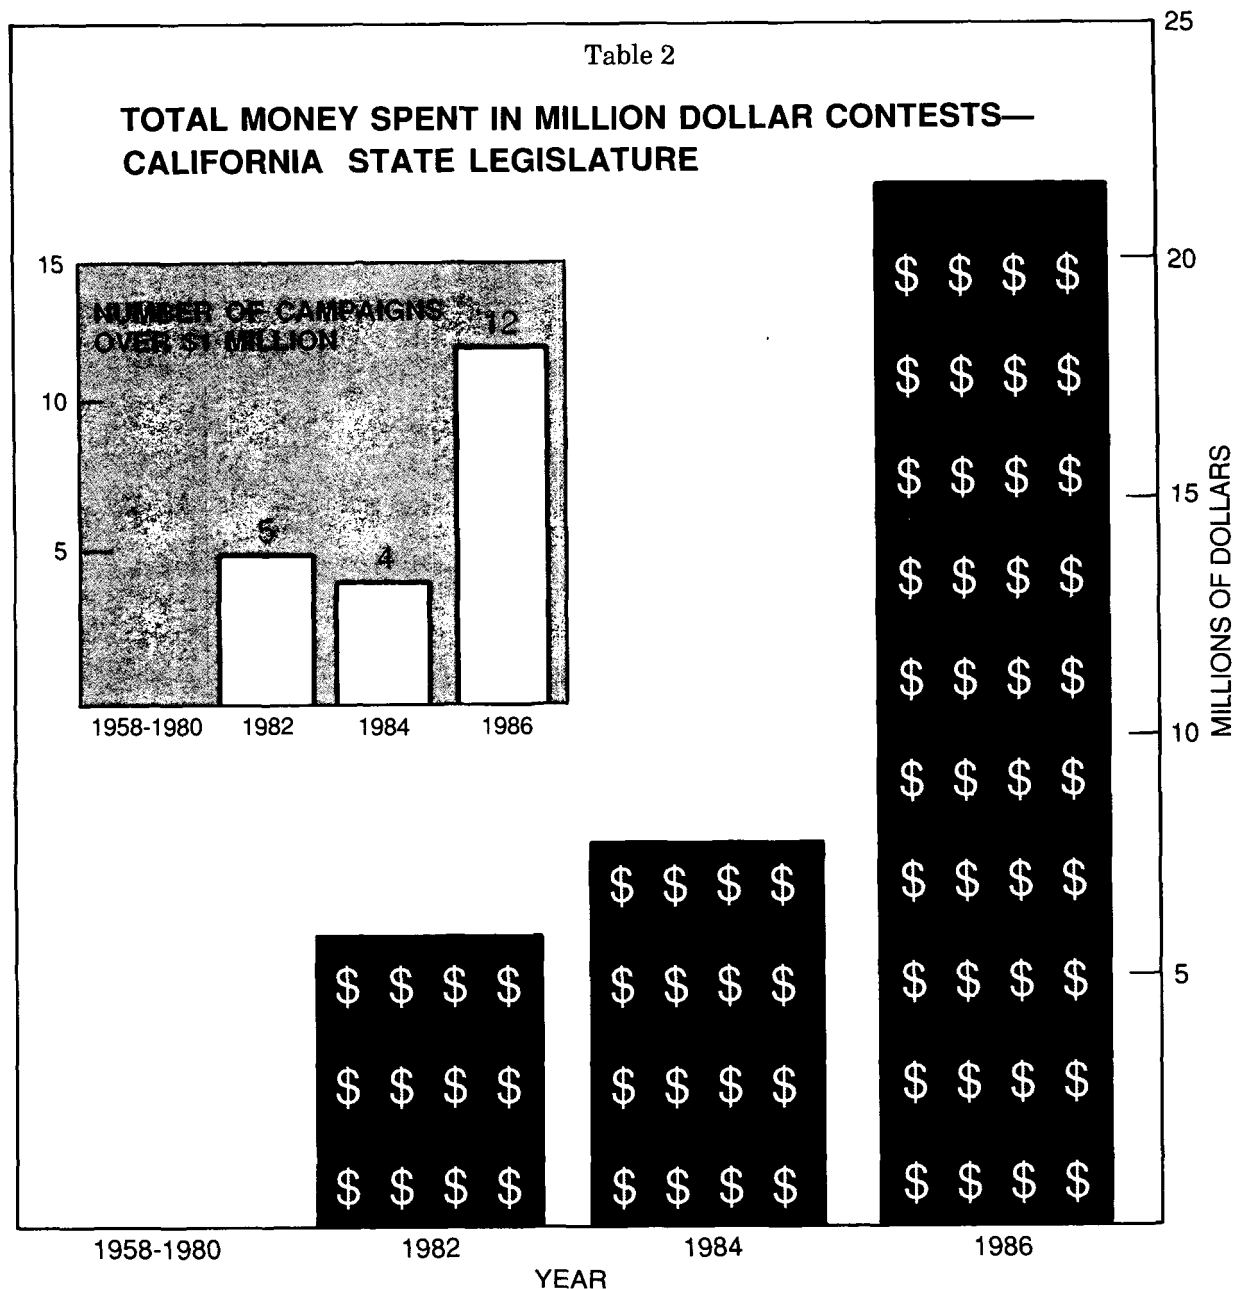 Table 2
TOTAL MONEY SPENT IN MILLION DOLLAR CONTESTS—
CALIFORNIA STATE LEGISLATURE
NUMBER OF CAMPAIGNS
OVER $1 MILLION
15
10
5
5
4
12
1958-1980 1982 1984 1986
25
20
15
10
5
MILLIONS OF DOLLARS
$ $ $ $
$ $ $ $
$ $ $ $
$ $ $ $
$ $ $ $
$ $ $ $
$ $ $ $ $ $ $ $
$ $ $ $ $ $ $ $ $ $ $ $
$ $ $ $ $ $ $ $ $ $ $ $
$ $ $ $ $ $ $ $ $ $ $ $
1958-1980 1982 1984 1986
YEAR